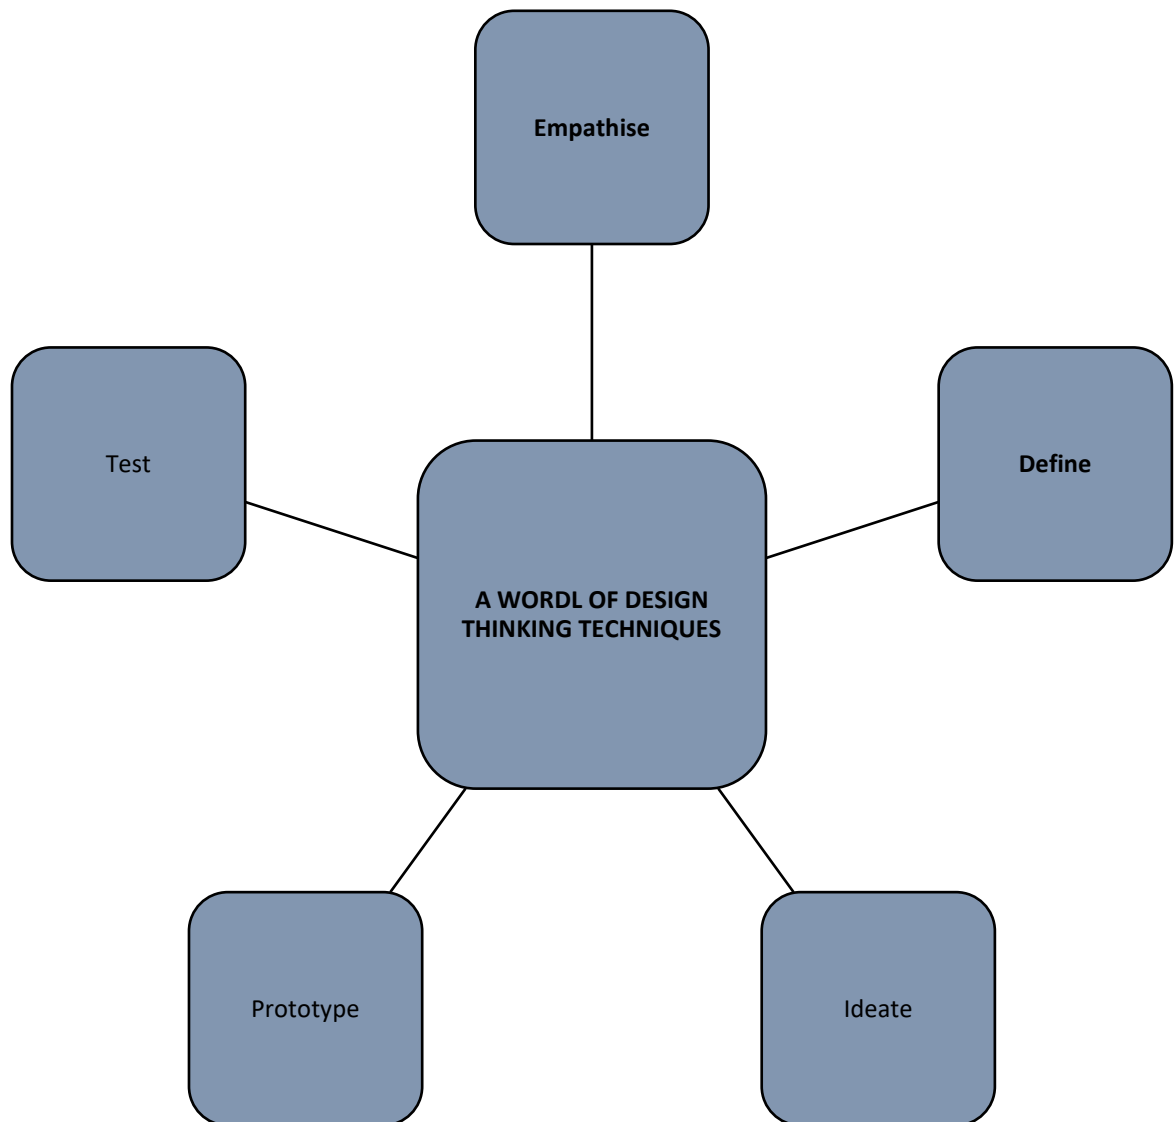 Empathise
Test
Define
A WORDL OF DESIGN
THINKING TECHNIQUES
Prototype
Ideate